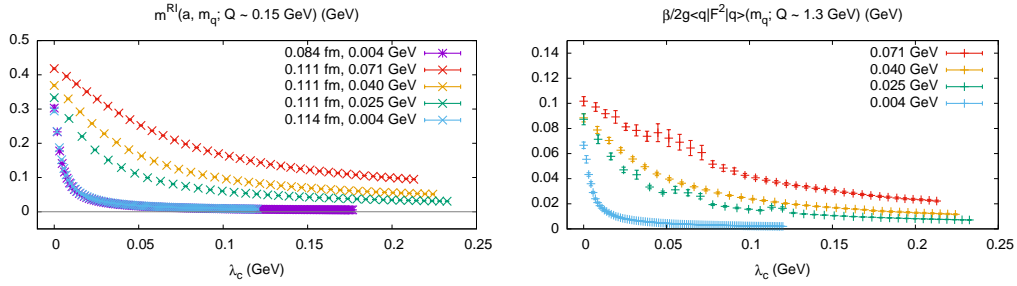 m^RI(a, m_q; Q ~ 0.15 GeV) (GeV)
0.5
0.4
0.3
0.2
0.1
0
0 0.05 0.1 0.15 0.2 0.25
λ_c (GeV)
0.084 fm, 0.004 GeV
0.111 fm, 0.071 GeV
0.111 fm, 0.040 GeV
0.111 fm, 0.025 GeV
0.114 fm, 0.004 GeV
β/2g<q|F^2|q>(m_q; Q ~ 1.3 GeV) (GeV)
0.14
0.12
0.1
0.08
0.06
0.04
0.02
0
0 0.05 0.1 0.15 0.2 0.25
λ_c (GeV)
0.071 GeV
0.040 GeV
0.025 GeV
0.004 GeV